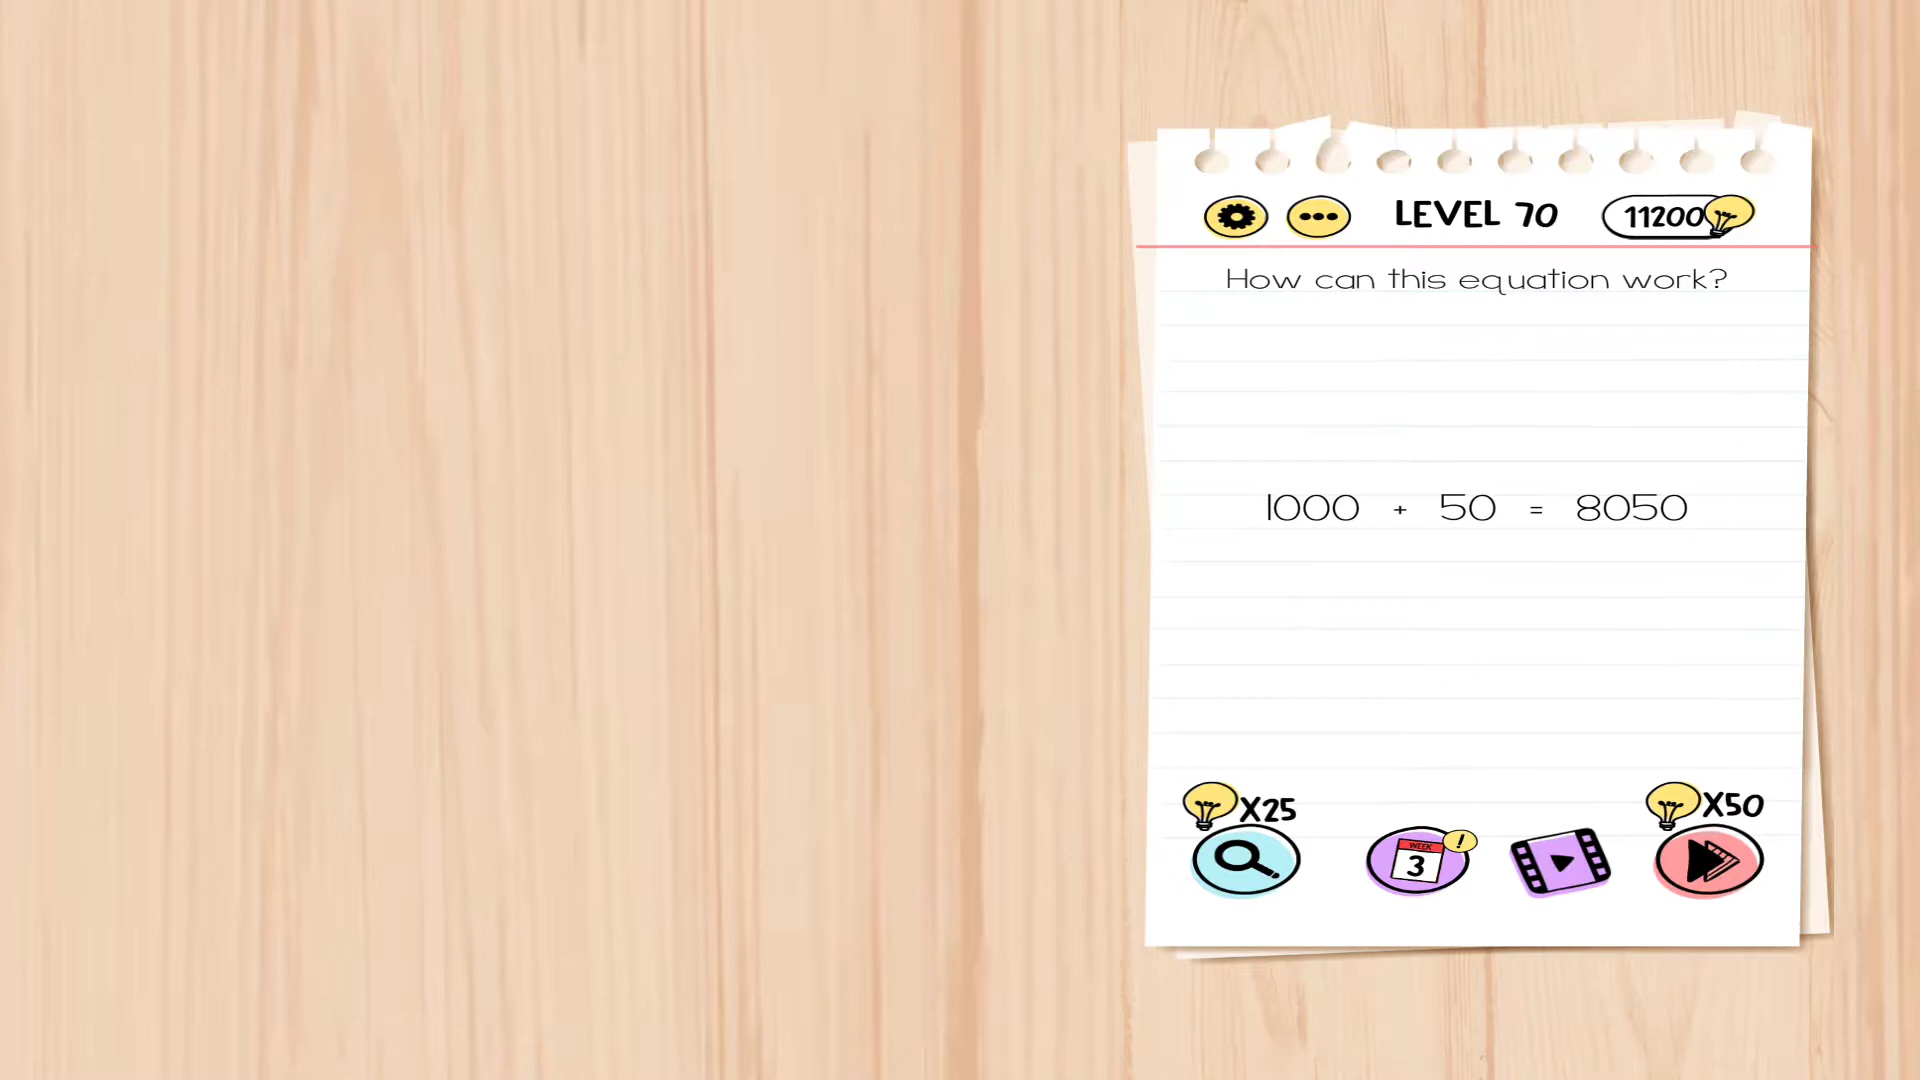 LEVEL 70
11200
How can this equation work?
1000 + 50 = 8050
X25
X50
WEEK
3
!